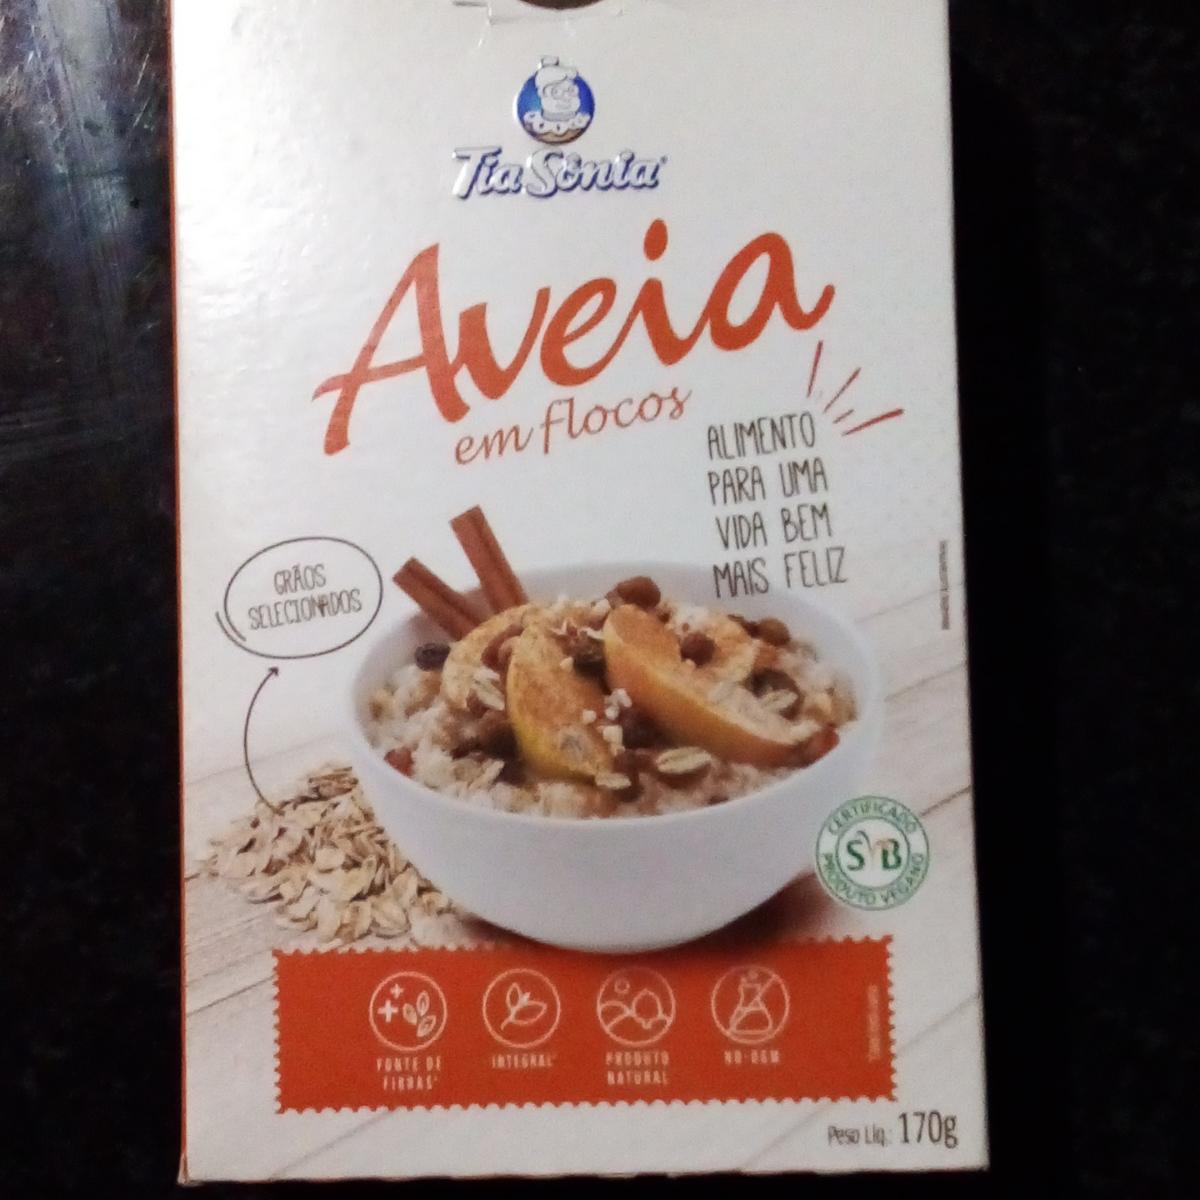 Tia Sônia
Aveia
em flocos
ALIMENTO
PARA UMA
VIDA BEM
MAIS FELIZ
GRÃOS
SELECIONADOS
CERTIFICADO
SVB
PRODUTO VEGANO
FONTE DE
FIBRAS*
INTEGRAL*
PRODUTO
NATURAL
NO-OGM
Peso Líq.: 170g